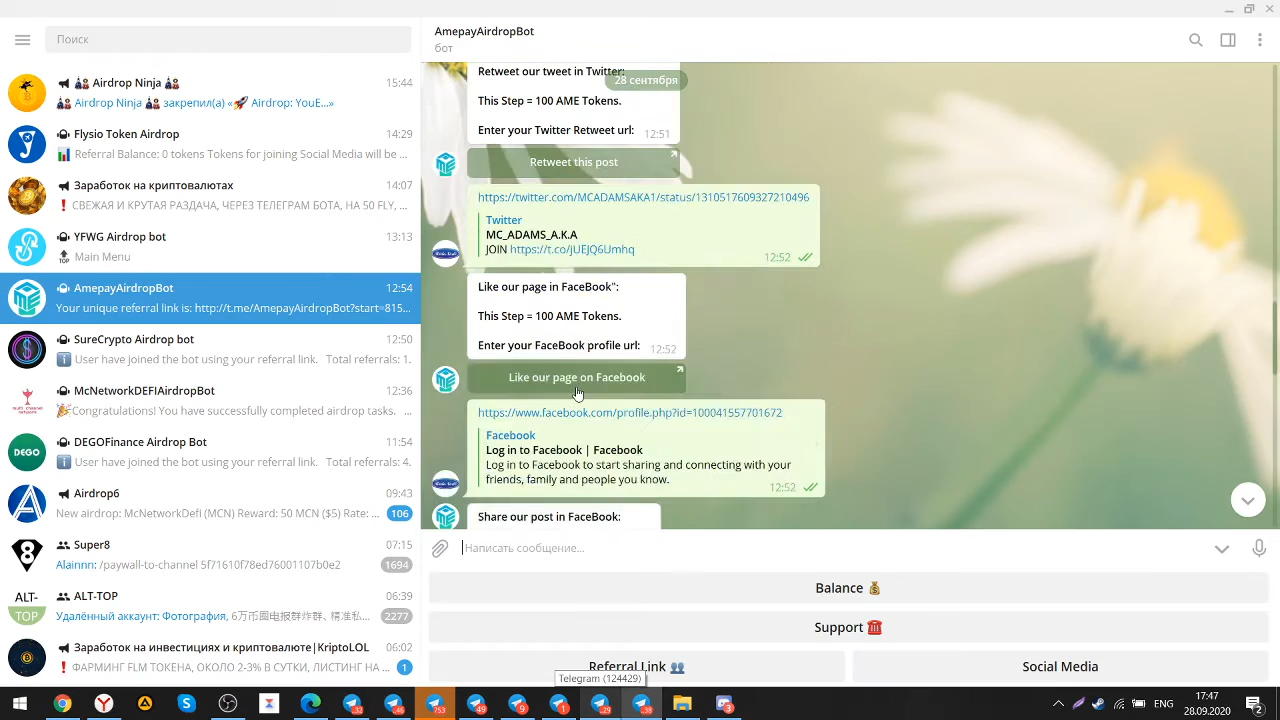 Поиск
Airdrop Ninja
15:44
Airdrop Ninja закрепил(а) «🚀 Airdrop: YouE...»
Flysio Token Airdrop
14:29
Referral Balance: 0 tokens Tokens for joining Social Media will be ...
Заработок на криптовалютах
14:07
❗ СВЕЖАЯ И КРУТАЯ РАЗДАЧА, ЧЕРЕЗ ТЕЛЕГРАМ БОТА, НА 50 FLY, ...
YFWG Airdrop bot
13:13
TOP Main Menu
AmepayAirdropBot
12:54
Your unique referral link is: http://t.me/AmepayAirdropBot?start=815...
SureCrypto Airdrop bot
12:50
User have joined the bot using your referral link. Total referrals: 1.
McNetworkDEFIAirdropBot
12:36
🎉Congratulations! You have successfully completed airdrop tasks. ...
DEGO
DEGOFinance Airdrop Bot
11:54
User have joined the bot using your referral link. Total referrals: 4.
Airdrop6
09:43
New airdrop: McNetworkDefi (MCN) Reward: 50 MCN ($5) Rate: ...
106
Super8
07:15
Alainnn: /paywall-to-channel 5f71610f78ed76001107b0e2
1694
ALT-
TOP
ALT-TOP
06:39
Удалённый аккаунт: Фотография, 6万币圈电报群炸群、精准私...
2277
Заработок на инвестициях и криптовалюте|KriptoLOL
06:02
❗ ФАРМИНГ FLM ТОКЕНА, ОКОЛО 2-3% В СУТКИ, ЛИСТИНГ НА ...
1
AmepayAirdropBot
бот
28 сентября
Retweet our tweet in Twitter:
This Step = 100 AME Tokens.
Enter your Twitter Retweet url:
12:51
Retweet this post
https://twitter.com/MCADAMSAKA1/status/1310517609327210496
Twitter
MC_ADAMS_A.K.A
JOIN https://t.co/jUEJQ6Umhq
12:52
Like our page in FaceBook":
This Step = 100 AME Tokens.
Enter your FaceBook profile url:
12:52
Like our page on Facebook
https://www.facebook.com/profile.php?id=100041557701672
Facebook
Log in to Facebook | Facebook
Log in to Facebook to start sharing and connecting with your
friends, family and people you know.
12:52
Share our post in FaceBook:
Написать сообщение...
Balance 💰
Support ☎️
Referral Link 👥
Social Media
Telegram (124429)
753
ENG
17:47
28.09.2020
2